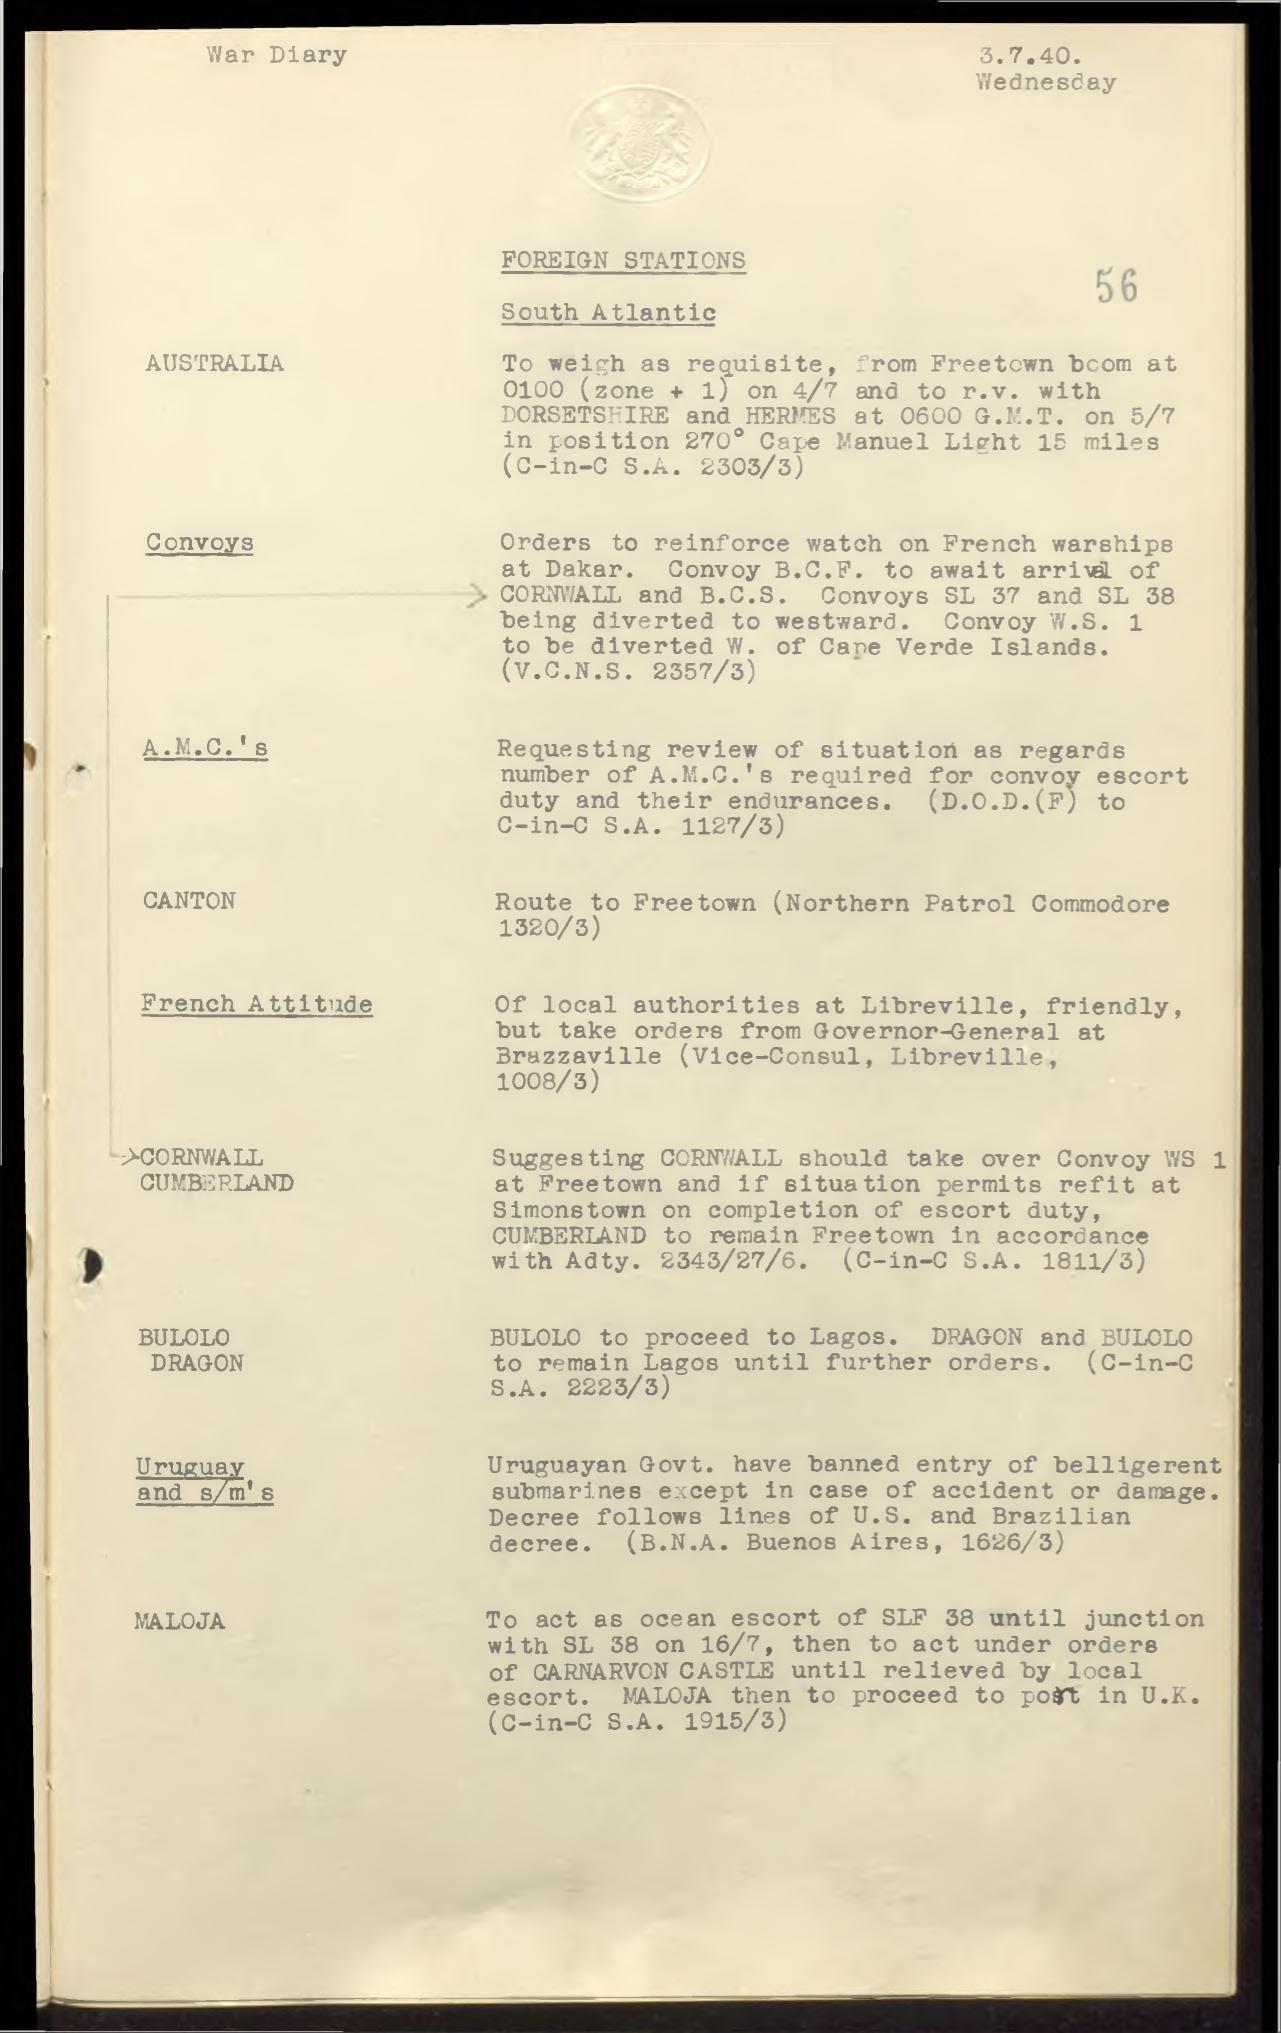 War Diary
3.7.40.
Wednesday
FOREIGN STATIONS
56
South Atlantic
AUSTRALIA
To weigh as requisite, from Freetown boom at
0100 (zone + 1) on 4/7 and to r.v. with
DORSETSHIRE and HERMES at 0600 G.M.T. on 5/7
in position 270° Cape Manuel Light 15 miles
(C-in-C S.A. 2303/3)
Convoys
Orders to reinforce watch on French warships
at Dakar. Convoy B.C.F. to await arrival of
CORNWALL and B.C.S. Convoys SL 37 and SL 38
being diverted to westward. Convoy W.S. 1
to be diverted W. of Cape Verde Islands.
(V.C.N.S. 2357/3)
A.M.C.'s
Requesting review of situation as regards
number of A.M.C.'s required for convoy escort
duty and their endurances. (D.O.D.(F) to
C-in-C S.A. 1127/3)
CANTON
Route to Freetown (Northern Patrol Commodore
1320/3)
French Attitude
Of local authorities at Libreville, friendly,
but take orders from Governor-General at
Brazzaville (Vice-Consul, Libreville,
1008/3)
CORNWALL
CUMBERLAND
Suggesting CORNWALL should take over Convoy WS 1
at Freetown and if situation permits refit at
Simonstown on completion of escort duty,
CUMBERLAND to remain Freetown in accordance
with Adty. 2343/27/6. (C-in-C S.A. 1811/3)
BULOLO
DRAGON
BULOLO to proceed to Lagos. DRAGON and BULOLO
to remain Lagos until further orders. (C-in-C
S.A. 2223/3)
Uruguay
and s/m's
Uruguayan Govt. have banned entry of belligerent
submarines except in case of accident or damage.
Decree follows lines of U.S. and Brazilian
decree. (B.N.A. Buenos Aires, 1626/3)
MALOJA
To act as ocean escort of SLF 38 until junction
with SL 38 on 16/7, then to act under orders
of CARNARVON CASTLE until relieved by local
escort. MALOJA then to proceed to port in U.K.
(C-in-C S.A. 1915/3)